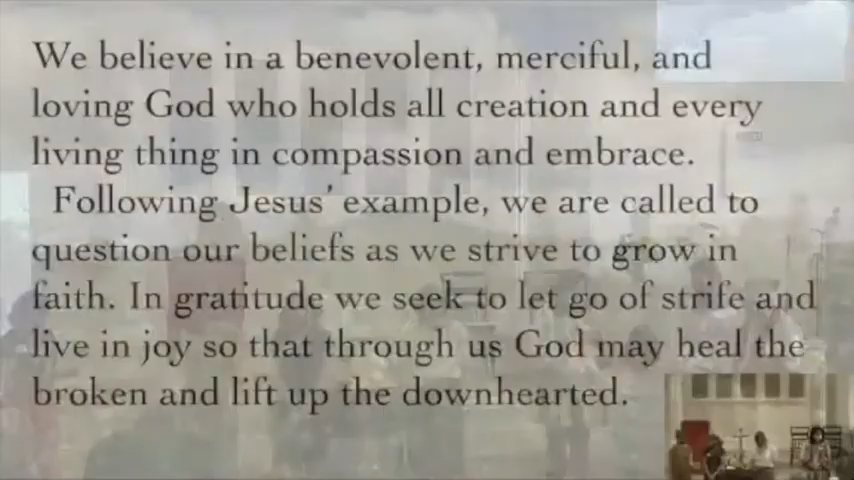 We believe in a benevolent, merciful, and
loving God who holds all creation and every
living thing in compassion and embrace.
Following Jesus' example, we are called to
question our beliefs as we strive to grow in
faith. In gratitude we seek to let go of strife and
live in joy so that through us God may heal the
broken and lift up the downhearted.